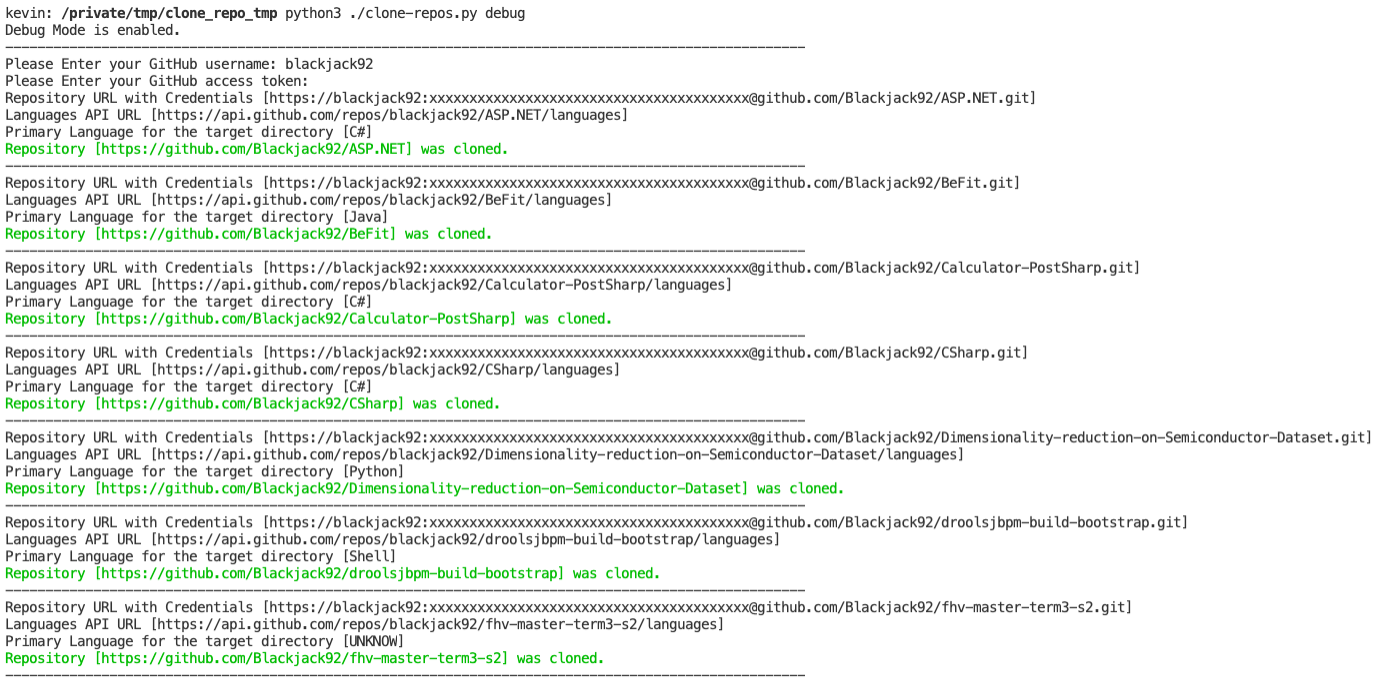 kevin: /private/tmp/clone_repo_tmp python3 ./clone-repos.py debug
Debug Mode is enabled.
----------------------------------------------------------------------------------------------------
Please Enter your GitHub username: blackjack92
Please Enter your GitHub access token:
Repository URL with Credentials [https://blackjack92:xxxxxxxxxxxxxxxxxxxxxxxxxxxxxxxxxxxxxxxx@github.com/Blackjack92/ASP.NET.git]
Languages API URL [https://api.github.com/repos/blackjack92/ASP.NET/languages]
Primary Language for the target directory [C#]
Repository [https://github.com/Blackjack92/ASP.NET] was cloned.
----------------------------------------------------------------------------------------------------
Repository URL with Credentials [https://blackjack92:xxxxxxxxxxxxxxxxxxxxxxxxxxxxxxxxxxxxxxxx@github.com/Blackjack92/BeFit.git]
Languages API URL [https://api.github.com/repos/blackjack92/BeFit/languages]
Primary Language for the target directory [Java]
Repository [https://github.com/Blackjack92/BeFit] was cloned.
----------------------------------------------------------------------------------------------------
Repository URL with Credentials [https://blackjack92:xxxxxxxxxxxxxxxxxxxxxxxxxxxxxxxxxxxxxxxx@github.com/Blackjack92/Calculator-PostSharp.git]
Languages API URL [https://api.github.com/repos/blackjack92/Calculator-PostSharp/languages]
Primary Language for the target directory [C#]
Repository [https://github.com/Blackjack92/Calculator-PostSharp] was cloned.
----------------------------------------------------------------------------------------------------
Repository URL with Credentials [https://blackjack92:xxxxxxxxxxxxxxxxxxxxxxxxxxxxxxxxxxxxxxxx@github.com/Blackjack92/CSharp.git]
Languages API URL [https://api.github.com/repos/blackjack92/CSharp/languages]
Primary Language for the target directory [C#]
Repository [https://github.com/Blackjack92/CSharp] was cloned.
----------------------------------------------------------------------------------------------------
Repository URL with Credentials [https://blackjack92:xxxxxxxxxxxxxxxxxxxxxxxxxxxxxxxxxxxxxxxx@github.com/Blackjack92/Dimensionality-reduction-on-Semiconductor-Dataset.git]
Languages API URL [https://api.github.com/repos/blackjack92/Dimensionality-reduction-on-Semiconductor-Dataset/languages]
Primary Language for the target directory [Python]
Repository [https://github.com/Blackjack92/Dimensionality-reduction-on-Semiconductor-Dataset] was cloned.
----------------------------------------------------------------------------------------------------
Repository URL with Credentials [https://blackjack92:xxxxxxxxxxxxxxxxxxxxxxxxxxxxxxxxxxxxxxxx@github.com/Blackjack92/droolsjbpm-build-bootstrap.git]
Languages API URL [https://api.github.com/repos/blackjack92/droolsjbpm-build-bootstrap/languages]
Primary Language for the target directory [Shell]
Repository [https://github.com/Blackjack92/droolsjbpm-build-bootstrap] was cloned.
----------------------------------------------------------------------------------------------------
Repository URL with Credentials [https://blackjack92:xxxxxxxxxxxxxxxxxxxxxxxxxxxxxxxxxxxxxxxx@github.com/Blackjack92/fhv-master-term3-s2.git]
Languages API URL [https://api.github.com/repos/blackjack92/fhv-master-term3-s2/languages]
Primary Language for the target directory [UNKNOW]
Repository [https://github.com/Blackjack92/fhv-master-term3-s2] was cloned.
----------------------------------------------------------------------------------------------------